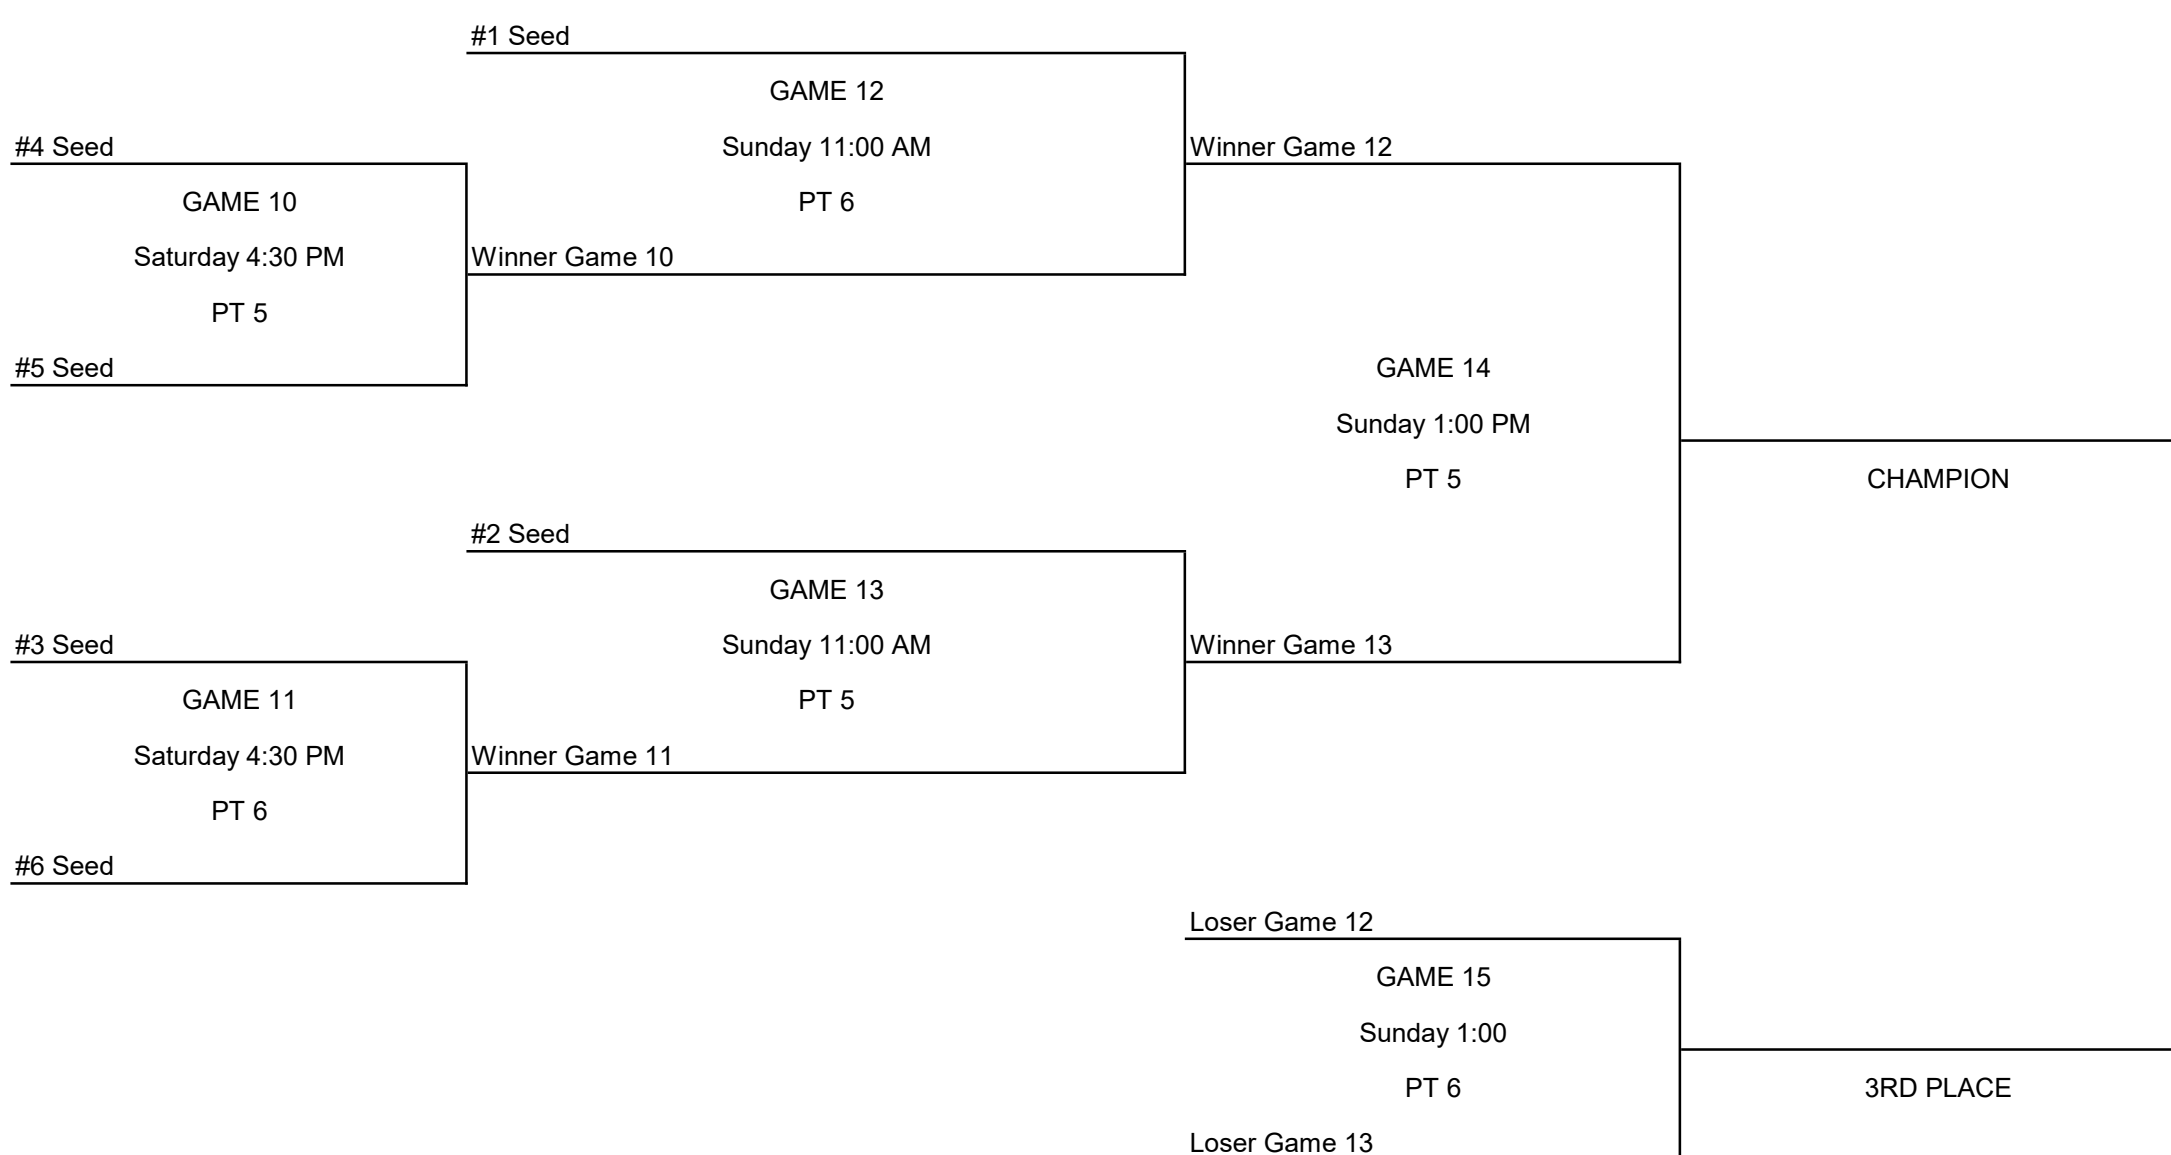 #1 Seed
GAME 12
#4 Seed
Sunday 11:00 AM
Winner Game 12
GAME 10
PT 6
Saturday 4:30 PM
Winner Game 10
PT 5
#5 Seed
GAME 14
Sunday 1:00 PM
PT 5
CHAMPION
#2 Seed
GAME 13
#3 Seed
Sunday 11:00 AM
Winner Game 13
GAME 11
PT 5
Saturday 4:30 PM
Winner Game 11
PT 6
#6 Seed
Loser Game 12
GAME 15
Sunday 1:00
PT 6
3RD PLACE
Loser Game 13